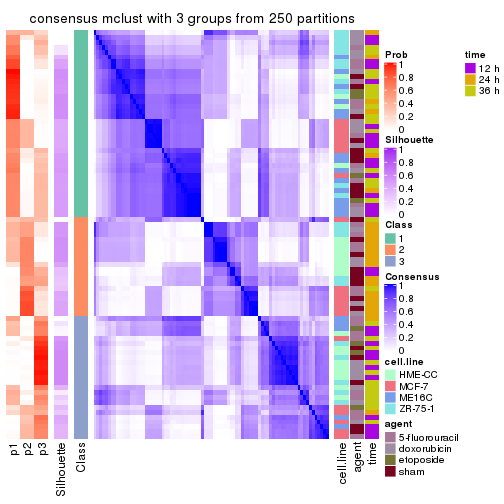 consensus mclust with 3 groups from 250 partitions
p1
p2
p3
Silhouette
Class
cell.line
agent
time
Prob
1
0.8
0.6
0.4
0.2
0
Silhouette
1
0.8
0.6
0.4
0.2
0
Class
1
2
3
Consensus
1
0.8
0.6
0.4
0.2
0
cell.line
HME-CC
MCF-7
ME16C
ZR-75-1
agent
5-fluorouracil
doxorubicin
etoposide
sham
time
12 h
24 h
36 h